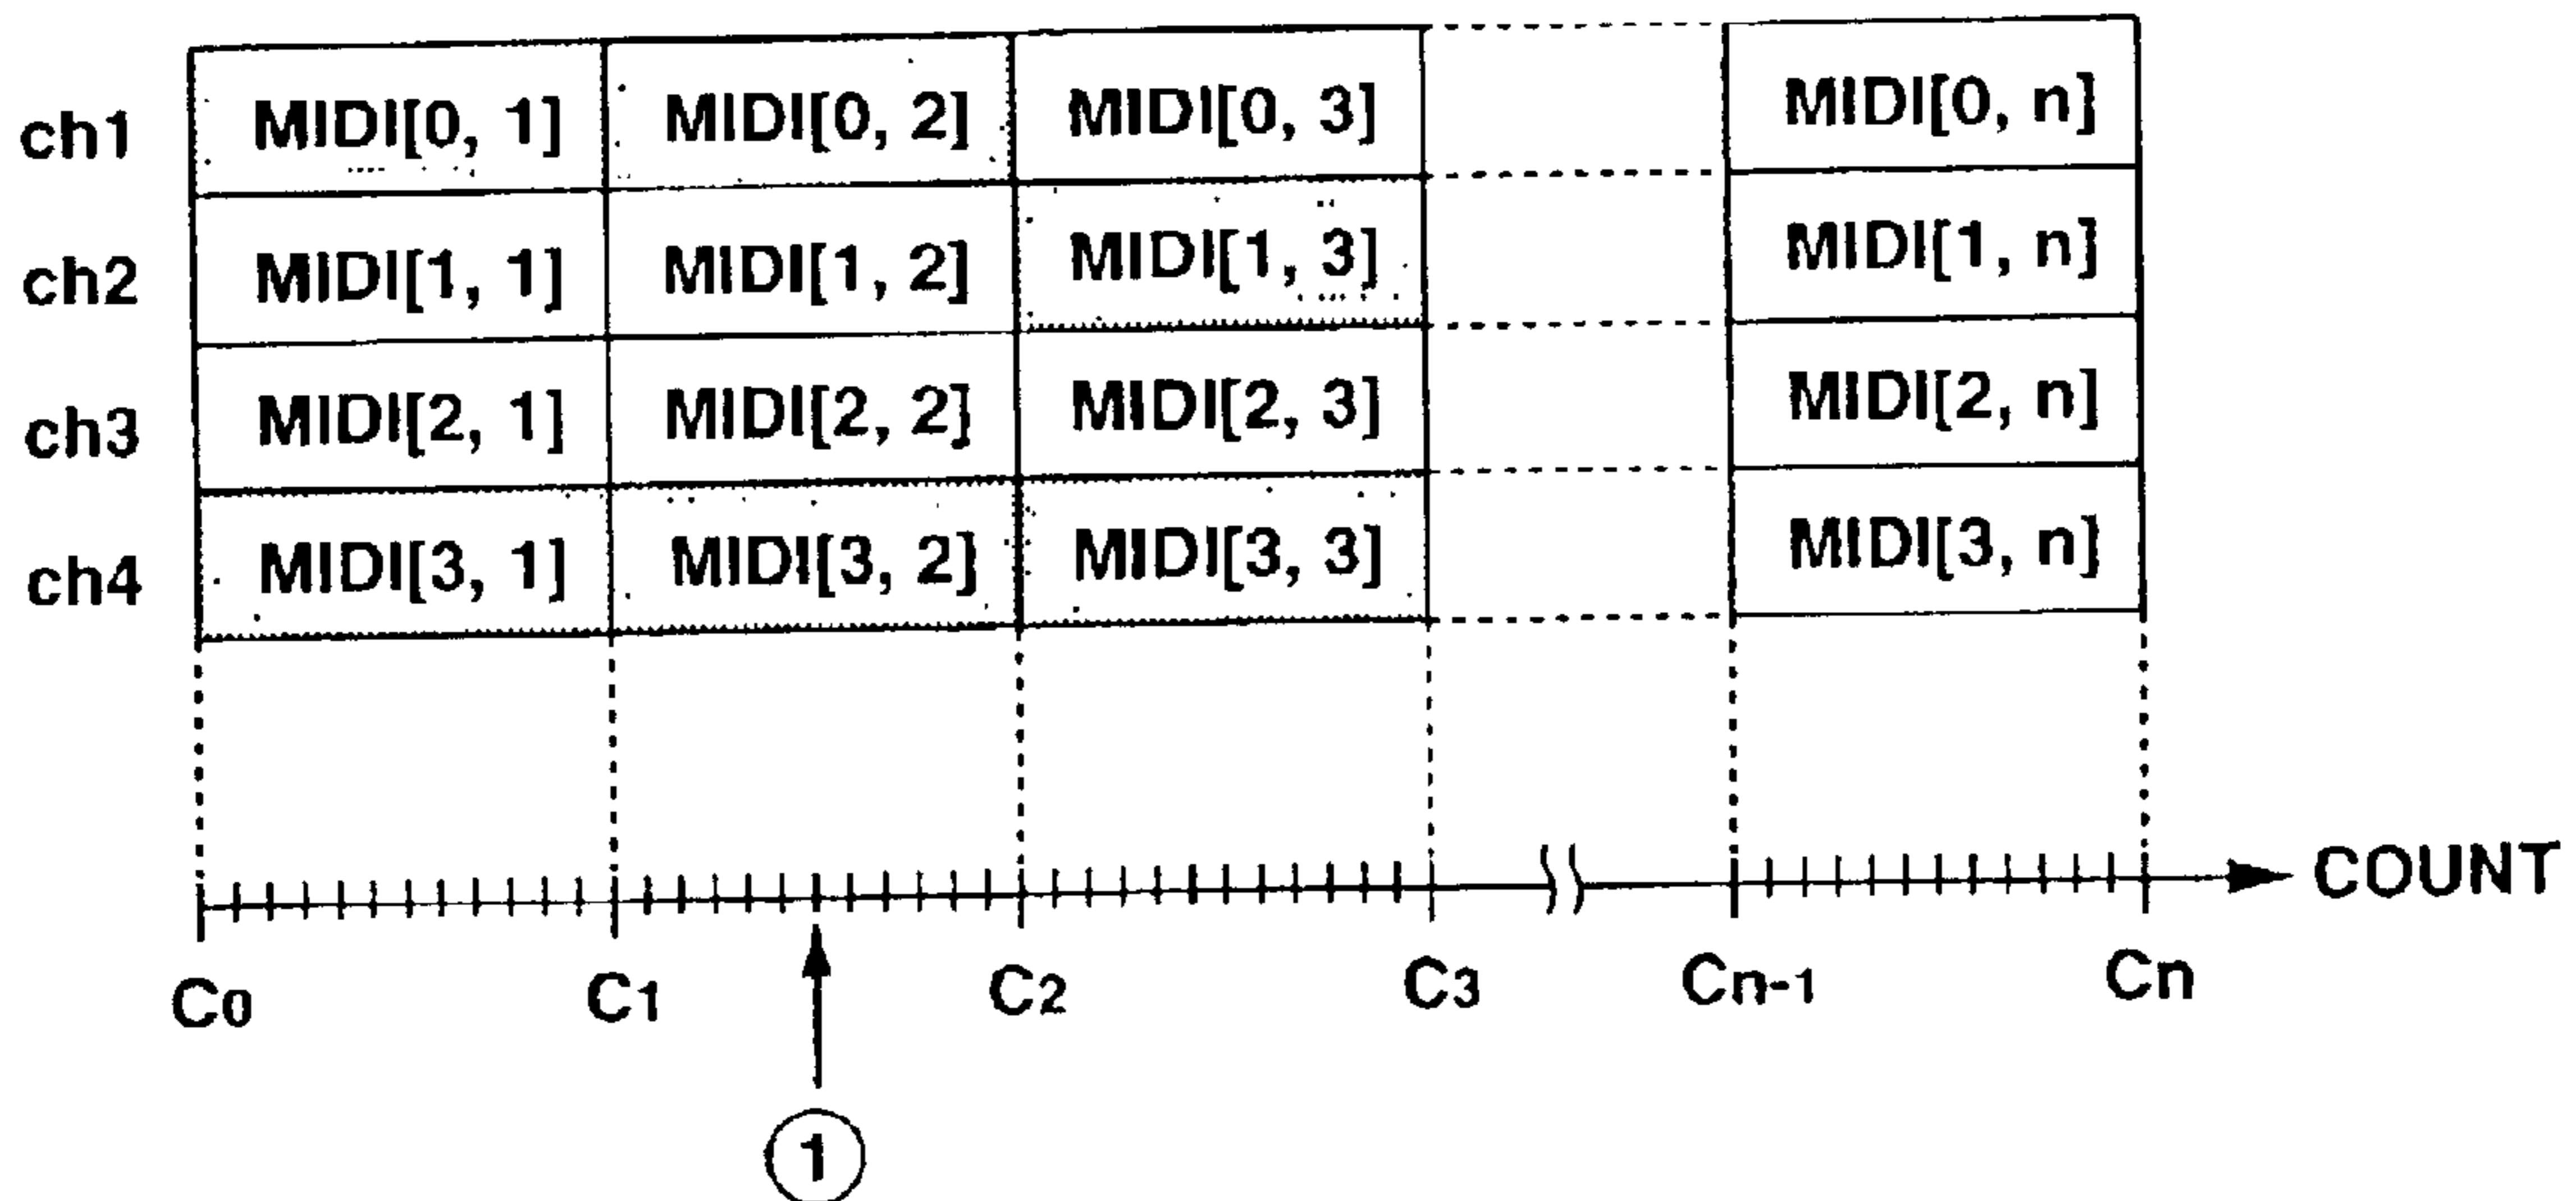 ch1 MIDI[0, 1] MIDI[0, 2] MIDI[0, 3] MIDI[0, n]
ch2 MIDI[1, 1] MIDI[1, 2] MIDI[1, 3] MIDI[1, n]
ch3 MIDI[2, 1] MIDI[2, 2] MIDI[2, 3] MIDI[2, n]
ch4 MIDI[3, 1] MIDI[3, 2] MIDI[3, 3] MIDI[3, n]
COUNT
C0 C1 C2 C3 Cn-1 Cn
1